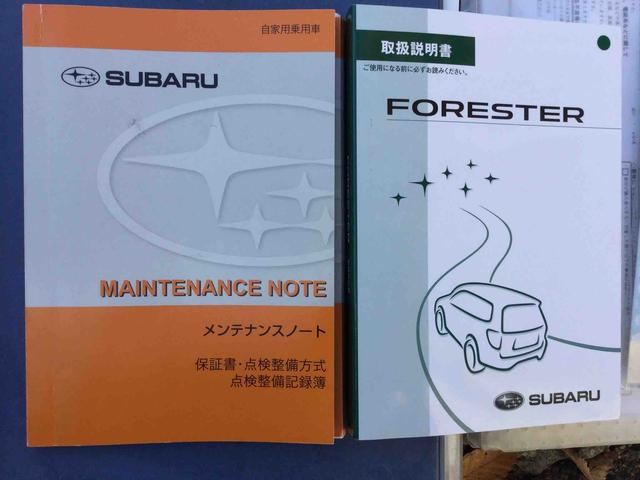 自家用乗用車
SUBARU
MAINTENANCE NOTE
メンテナンスノート
保証書・点検整備方式
点検整備記録簿
取扱説明書
ご使用になる前に必ずお読みください。
FORESTER
SUBARU